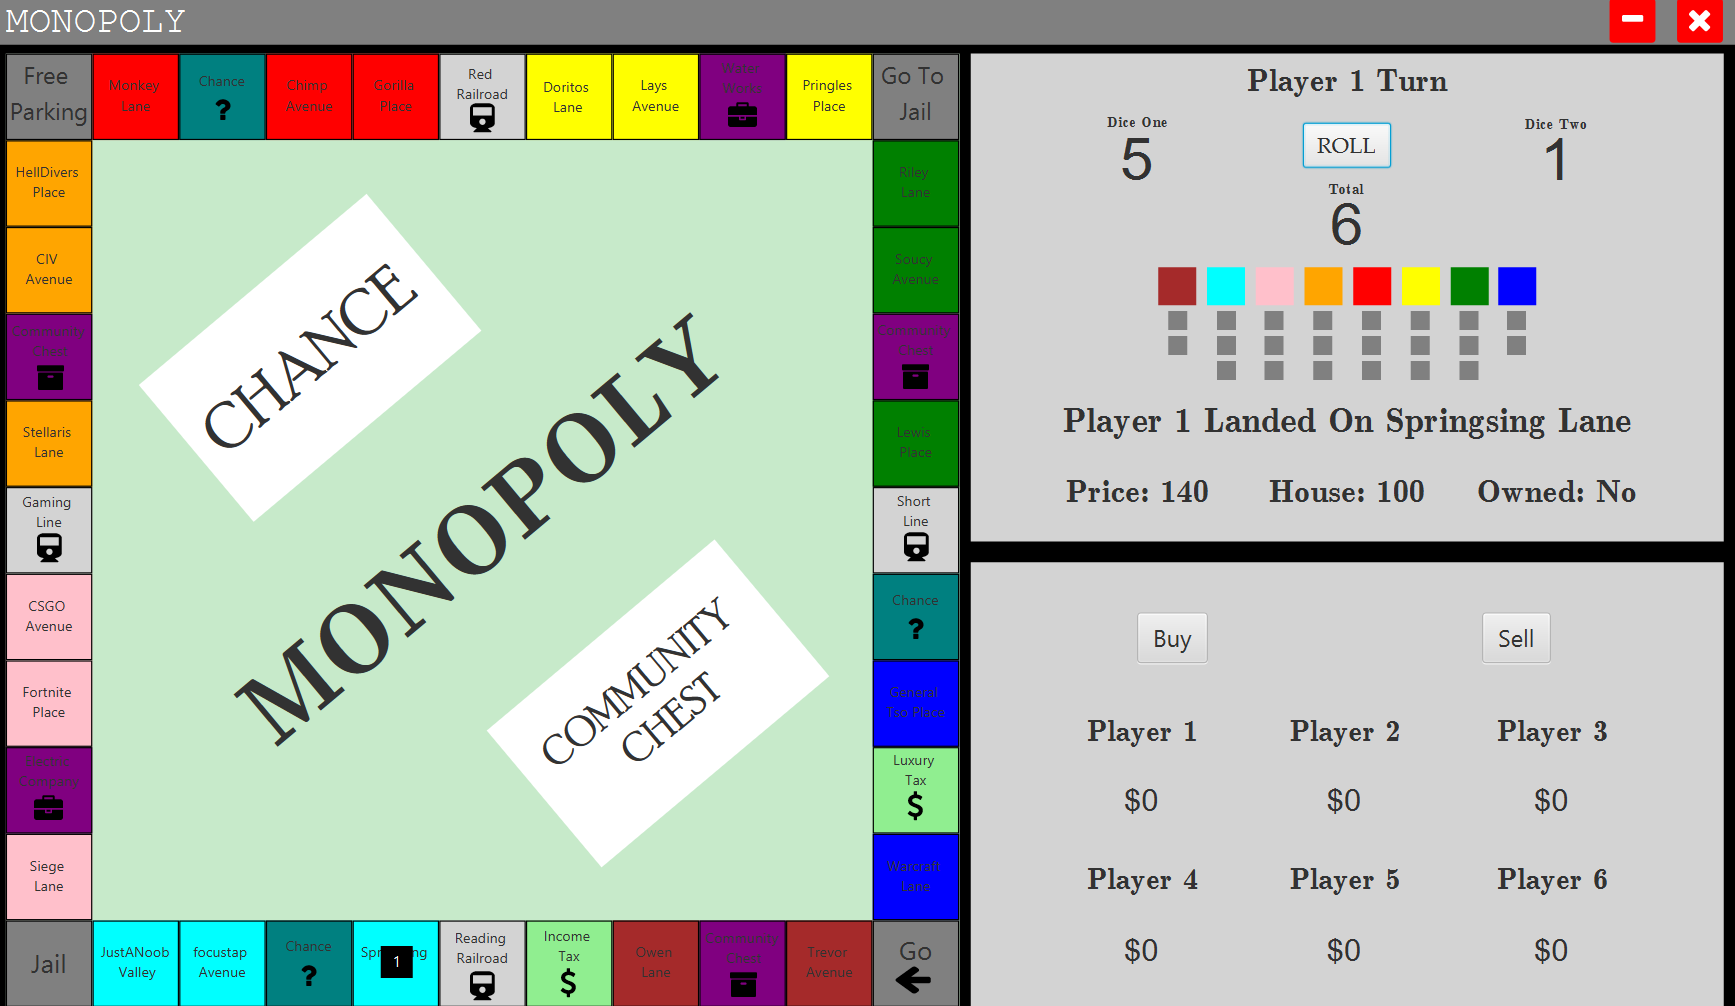 MONOPOLY
Free
Parking
Monkey
Lane
Chance
?
Chimp
Avenue
Gorilla
Place
Red
Railroad
Doritos
Lane
Lays
Avenue
Water
Works
Pringles
Place
Go To
Jail
HellDivers
Place
CIV
Avenue
Community
Chest
Stellaris
Lane
Gaming
Line
CSGO
Avenue
Fortnite
Place
Electric
Company
Siege
Lane
Jail
CHANCE
MONOPOLY
COMMUNITY
CHEST
Riley
Lane
Soucy
Avenue
Community
Chest
Lewis
Place
Short
Line
Chance
?
General
Tso Place
Luxury
Tax
$
Warcraft
Lane
JustANoob
Valley
focustap
Avenue
Chance
?
1
Reading
Railroad
Income
Tax
$
Owen
Lane
Community
Chest
Trevor
Avenue
Go
Player 1 Turn
Dice One
5
ROLL
Dice Two
1
Total
6
Player 1 Landed On Springsing Lane
Price: 140 House: 100 Owned: No
Buy Sell
Player 1 Player 2 Player 3
$0 $0 $0
Player 4 Player 5 Player 6
$0 $0 $0